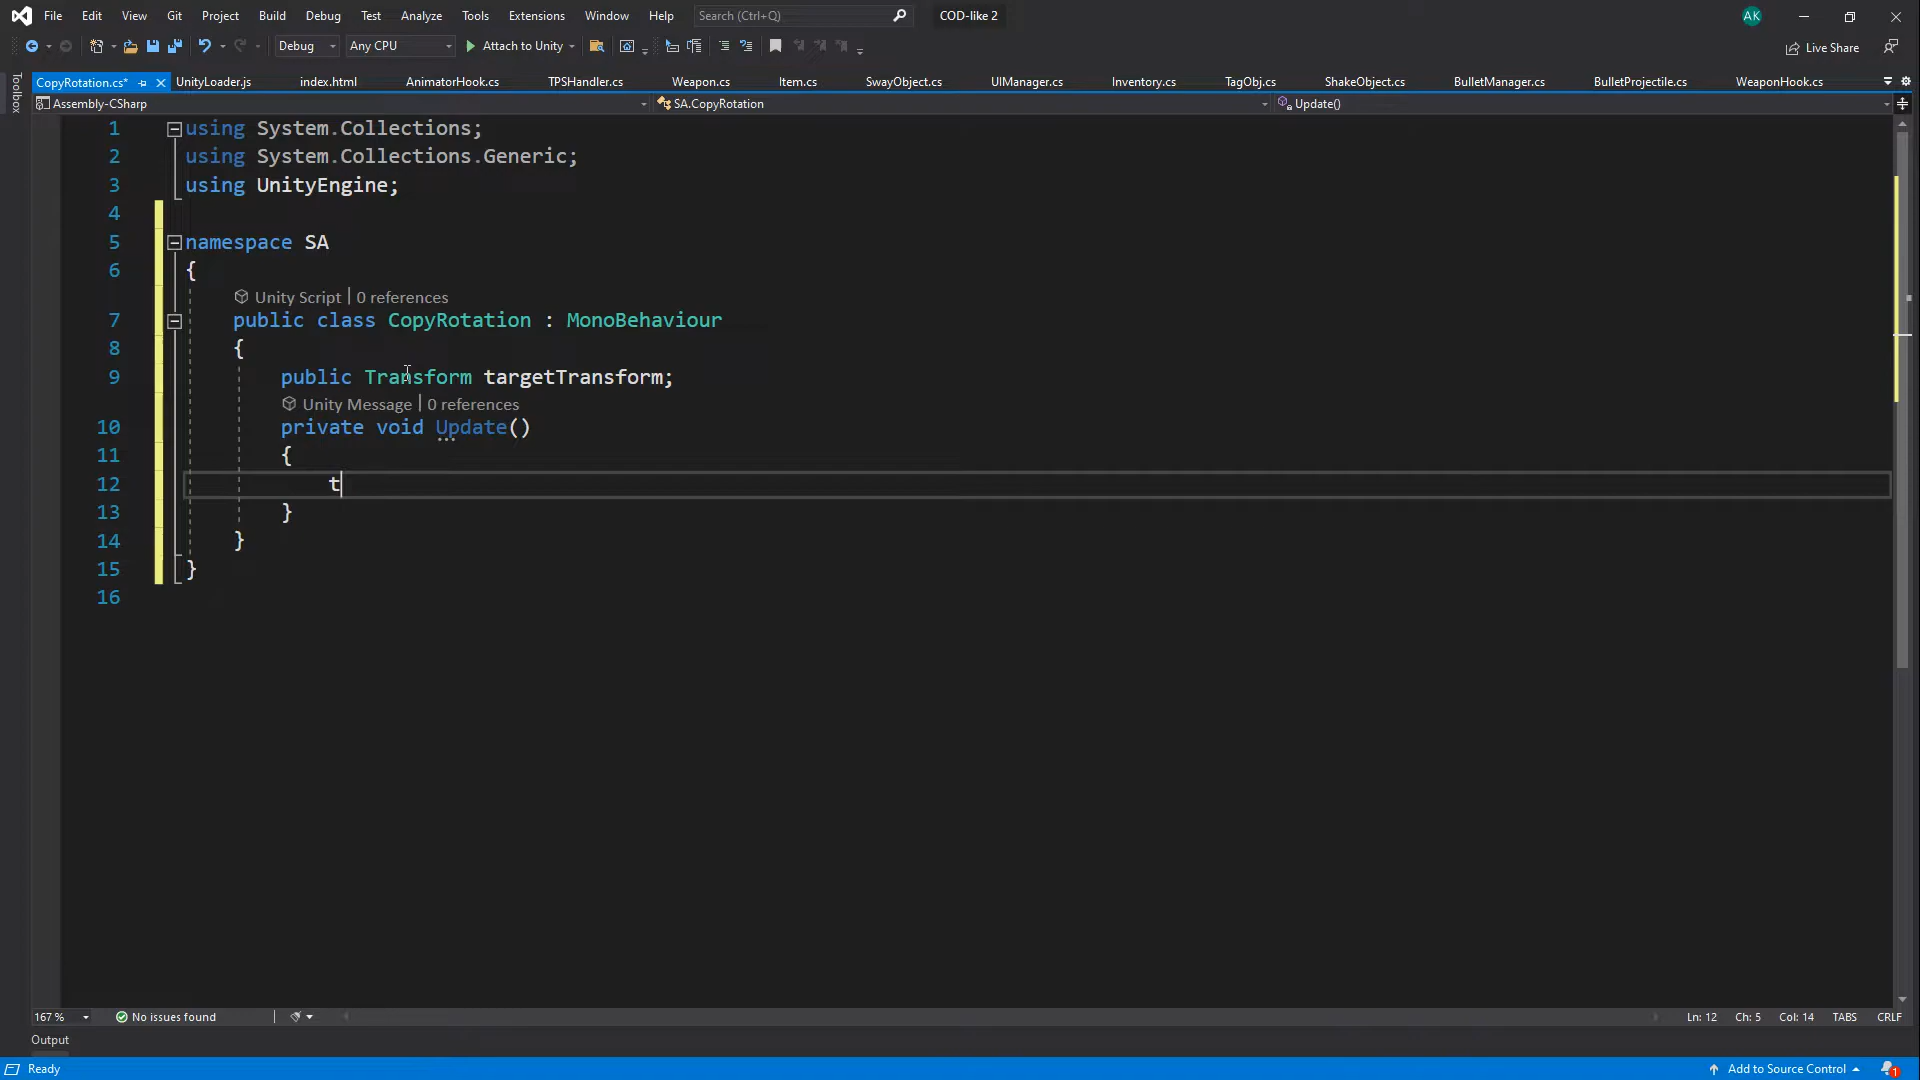 File Edit View Git Project Build Debug Test Analyze Tools Extensions Window Help Search (Ctrl+Q) COD-like 2 AK
Debug Any CPU Attach to Unity Live Share
CopyRotation.cs* UnityLoader.js index.html AnimatorHook.cs TPSHandler.cs Weapon.cs Item.cs SwayObject.cs UIManager.cs Inventory.cs TagObj.cs ShakeObject.cs BulletManager.cs BulletProjectile.cs WeaponHook.cs
Toolbox
Assembly-CSharp SA.CopyRotation Update()
1 using System.Collections;
2 using System.Collections.Generic;
3 using UnityEngine;
4
5 namespace SA
6 {
Unity Script | 0 references
7 public class CopyRotation : MonoBehaviour
8 {
9 public Transform targetTransform;
Unity Message | 0 references
10 private void Update()
11 {
12 t
13 }
14 }
15 }
16
167 % No issues found Ln: 12 Ch: 5 Col: 14 TABS CRLF
Output
Ready Add to Source Control 1